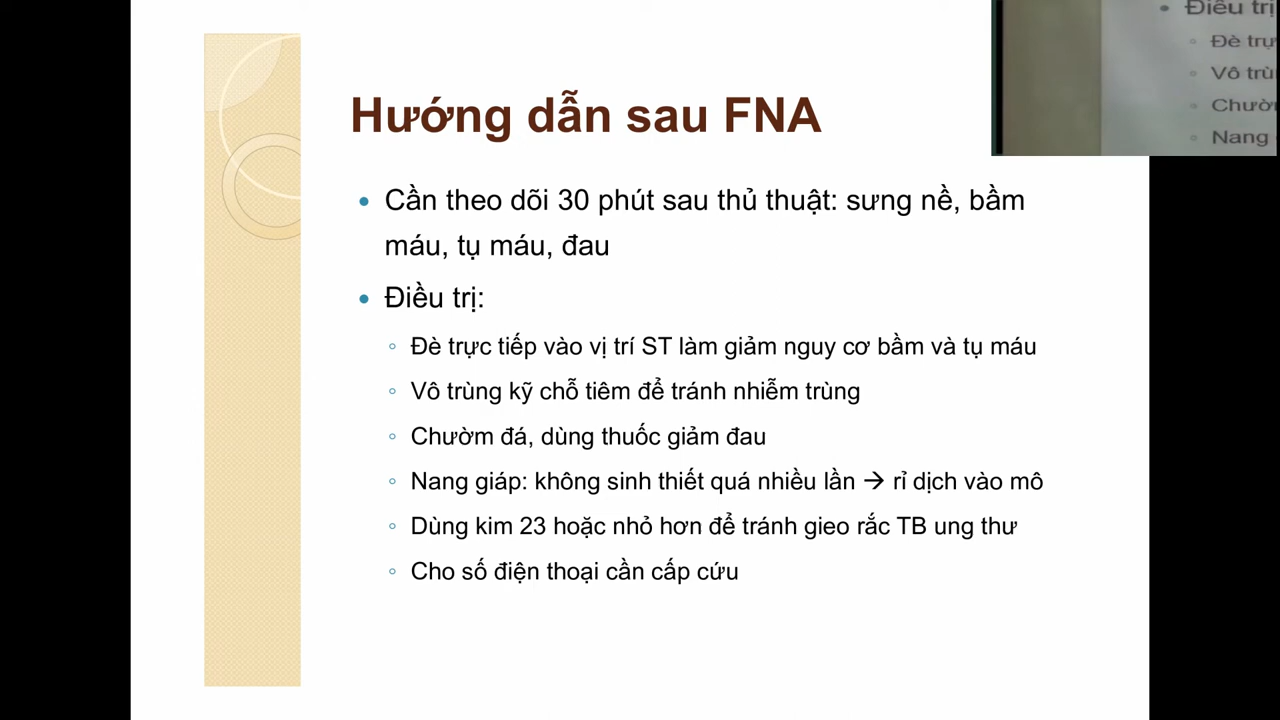 Hướng dẫn sau FNA
• Cần theo dõi 30 phút sau thủ thuật: sưng nề, bầm
máu, tụ máu, đau
• Điều trị:
◦ Đè trực tiếp vào vị trí ST làm giảm nguy cơ bầm và tụ máu
◦ Vô trùng kỹ chỗ tiêm để tránh nhiễm trùng
◦ Chườm đá, dùng thuốc giảm đau
◦ Nang giáp: không sinh thiết quá nhiều lần → rỉ dịch vào mô
◦ Dùng kim 23 hoặc nhỏ hơn để tránh gieo rắc TB ung thư
◦ Cho số điện thoại cần cấp cứu
• Điều trị
◦ Đè
◦ Vô
◦ Nang